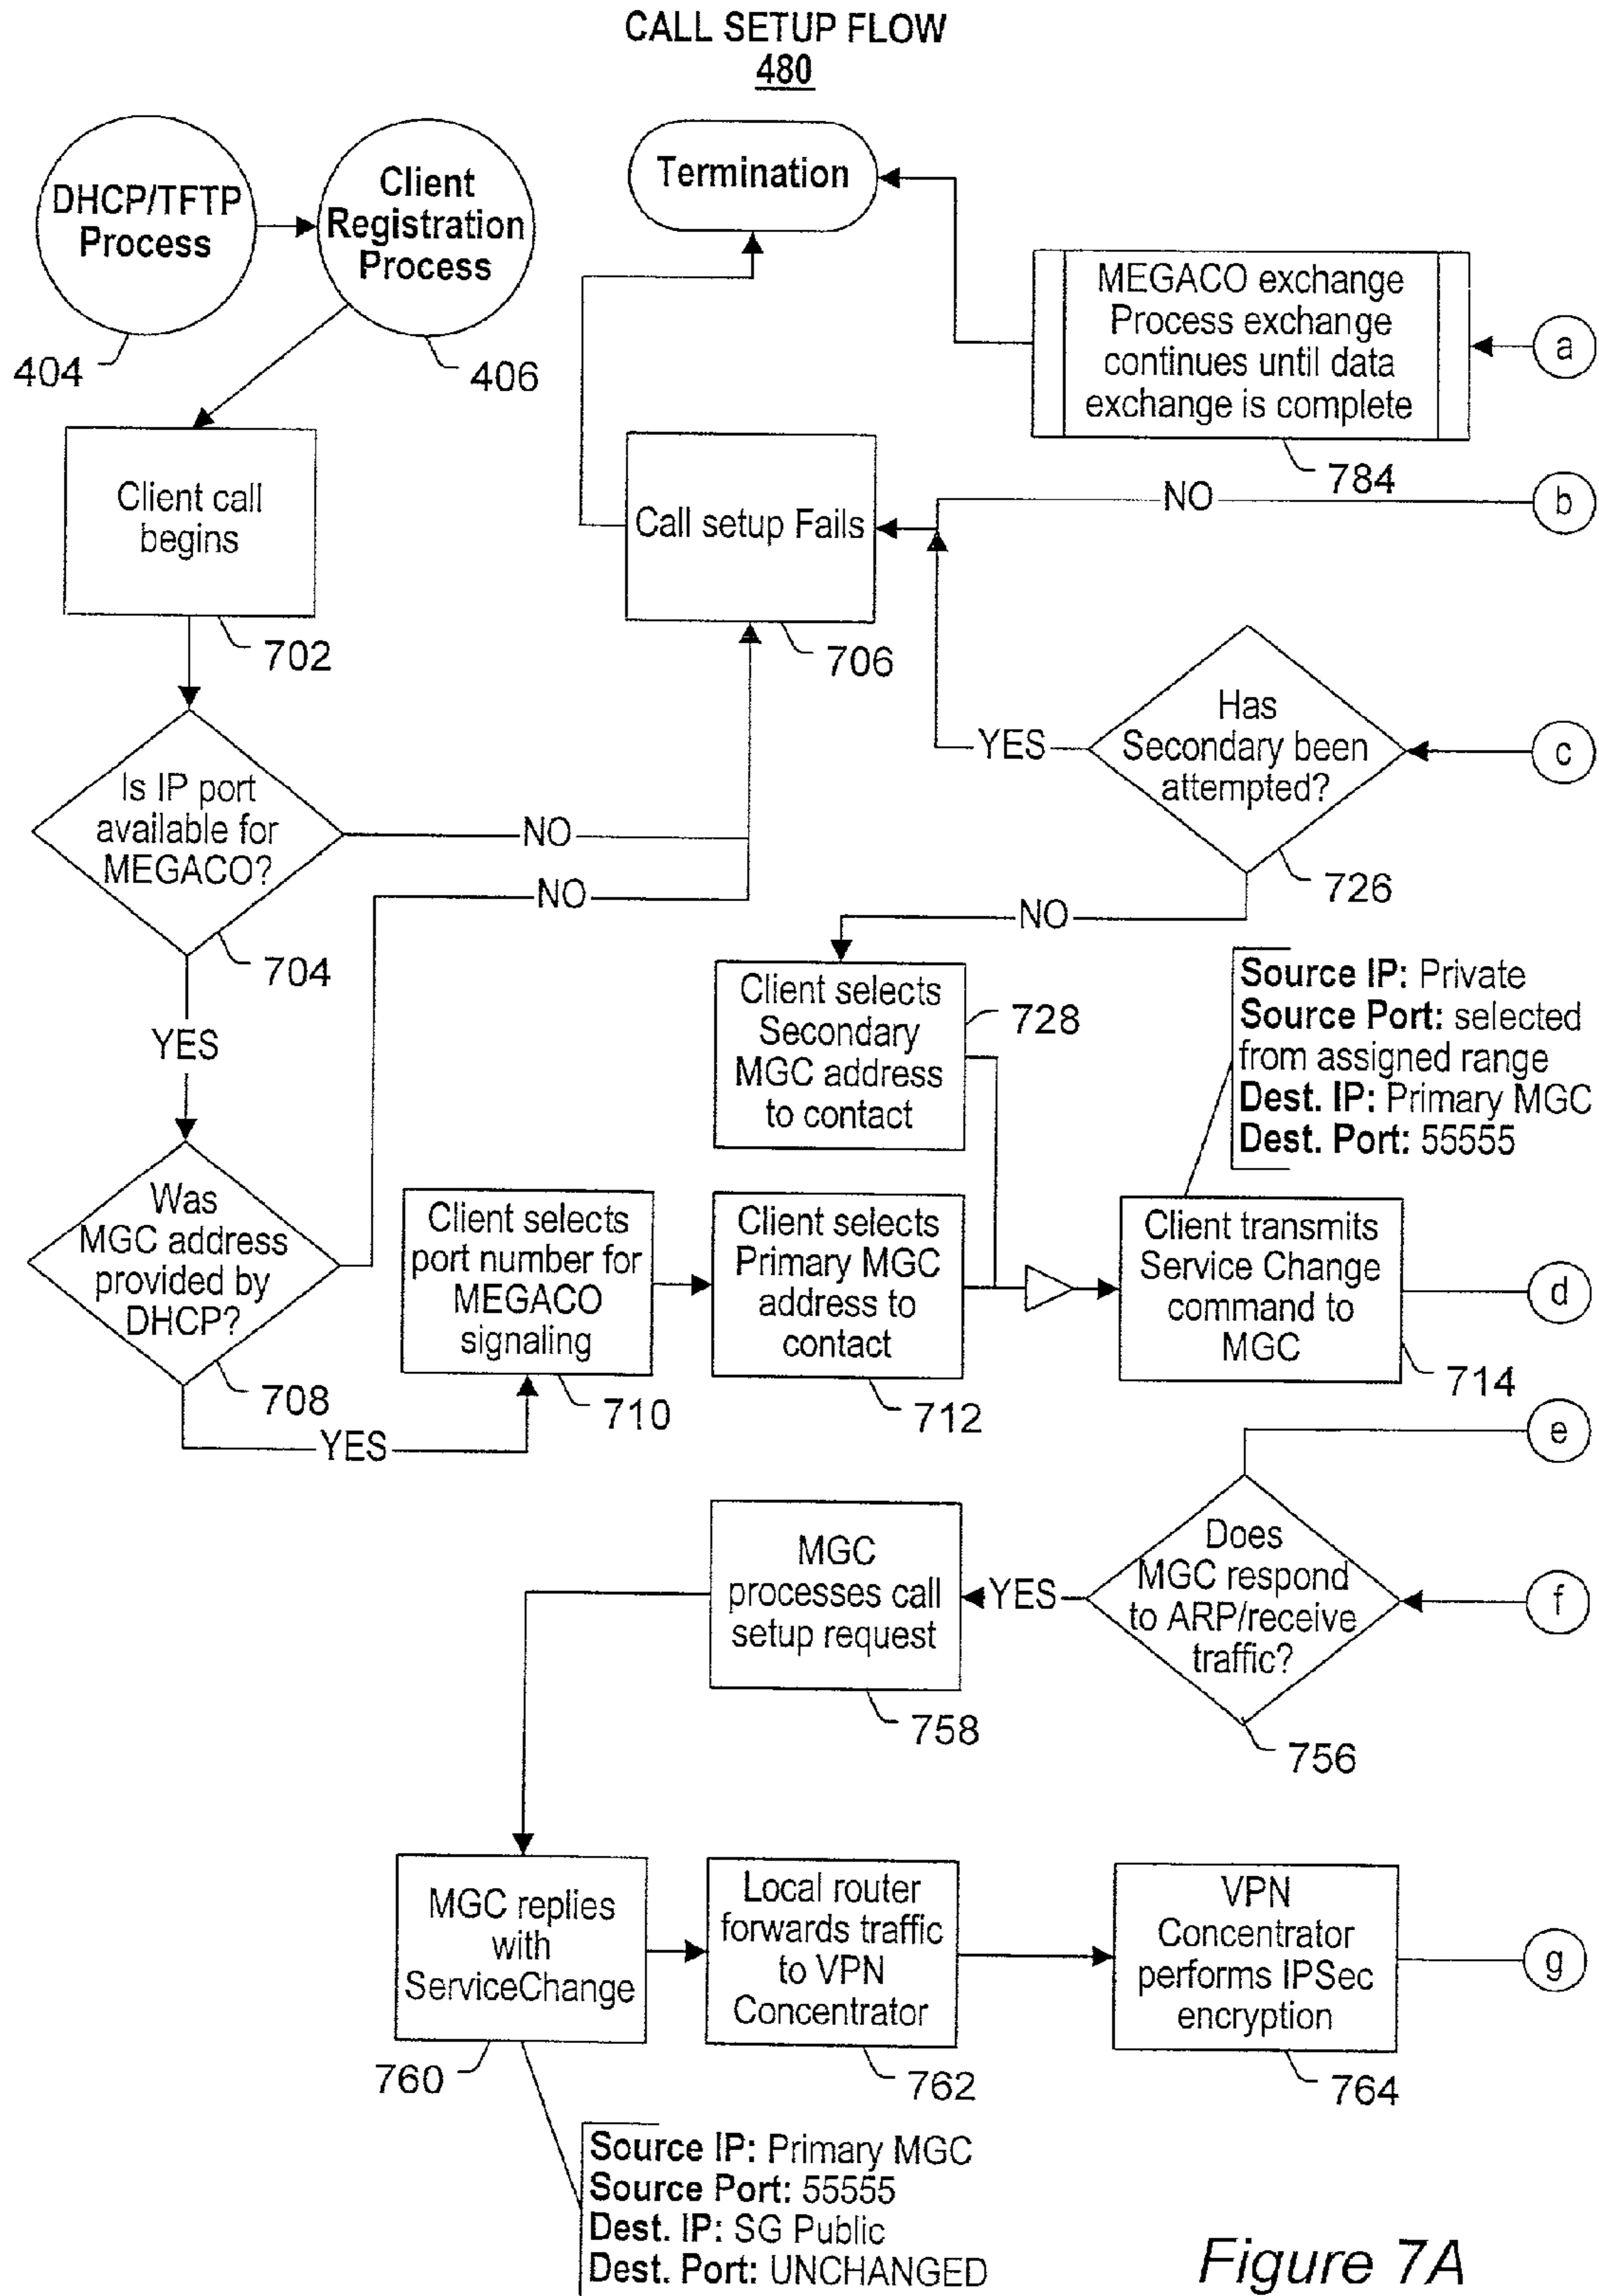 CALL SETUP FLOW
480
DHCP/TFTP
Process
404
Client
Registration
Process
406
Termination
MEGACO exchange
Process exchange
continues until data
exchange is complete
784
a
Client call
begins
702
Call setup Fails
706
NO
b
Has
Secondary been
attempted?
726
YES
c
Is IP port
available for
MEGACO?
704
NO
NO
NO
YES
Client selects
Secondary
MGC address
to contact
728
Source IP: Private
Source Port: selected
from assigned range
Dest. IP: Primary MGC
Dest. Port: 55555
Was
MGC address
provided by
DHCP?
708
YES
Client selects
port number for
MEGACO
signaling
710
Client selects
Primary MGC
address to
contact
712
Client transmits
Service Change
command to
MGC
714
d
e
Does
MGC respond
to ARP/receive
traffic?
756
f
YES
MGC
processes call
setup request
758
MGC replies
with
ServiceChange
760
Local router
forwards traffic
to VPN
Concentrator
762
VPN
Concentrator
performs IPSec
encryption
764
g
Source IP: Primary MGC
Source Port: 55555
Dest. IP: SG Public
Dest. Port: UNCHANGED
Figure 7A